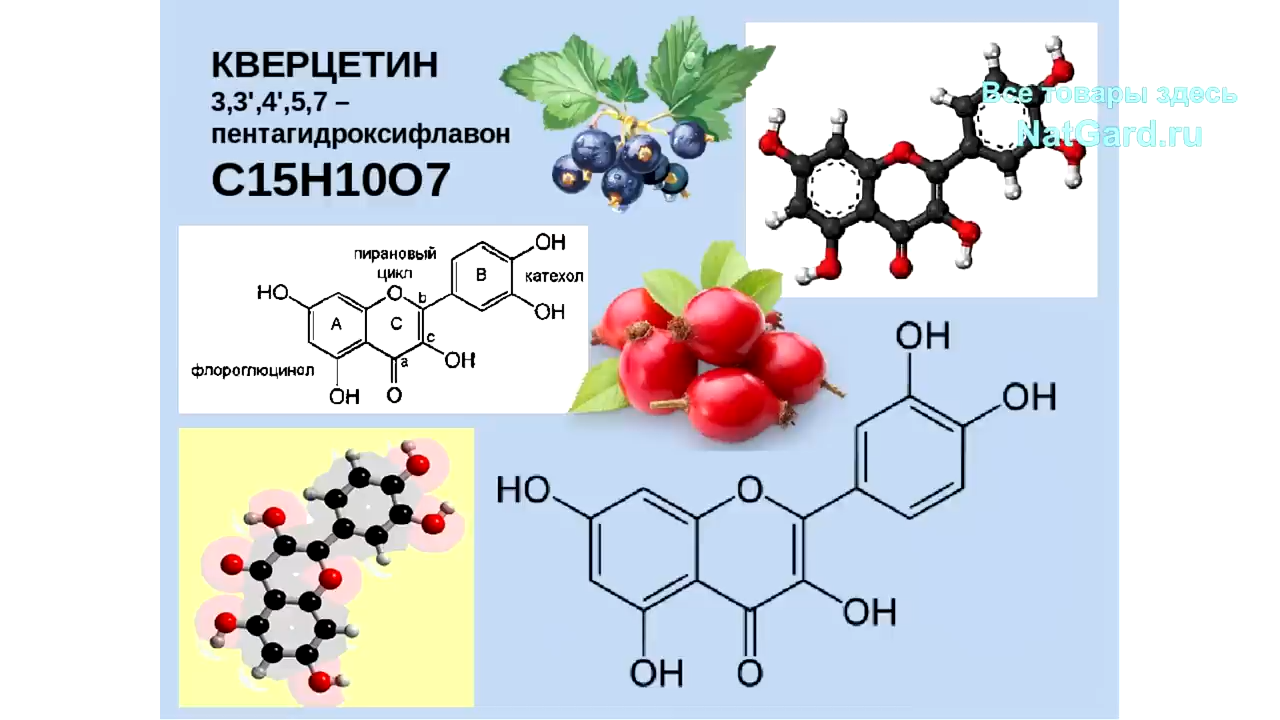 КВЕРЦЕТИН
3,3',4',5,7 –
пентагидроксифлавон
C15H10O7
Все товары здесь
NatGard.ru
пирановый
цикл
OH
B
катехол
HO
O
b
OH
A
C
c
a
OH
флороглюцинол
OH
O
OH
OH
HO
O
OH
OH
O